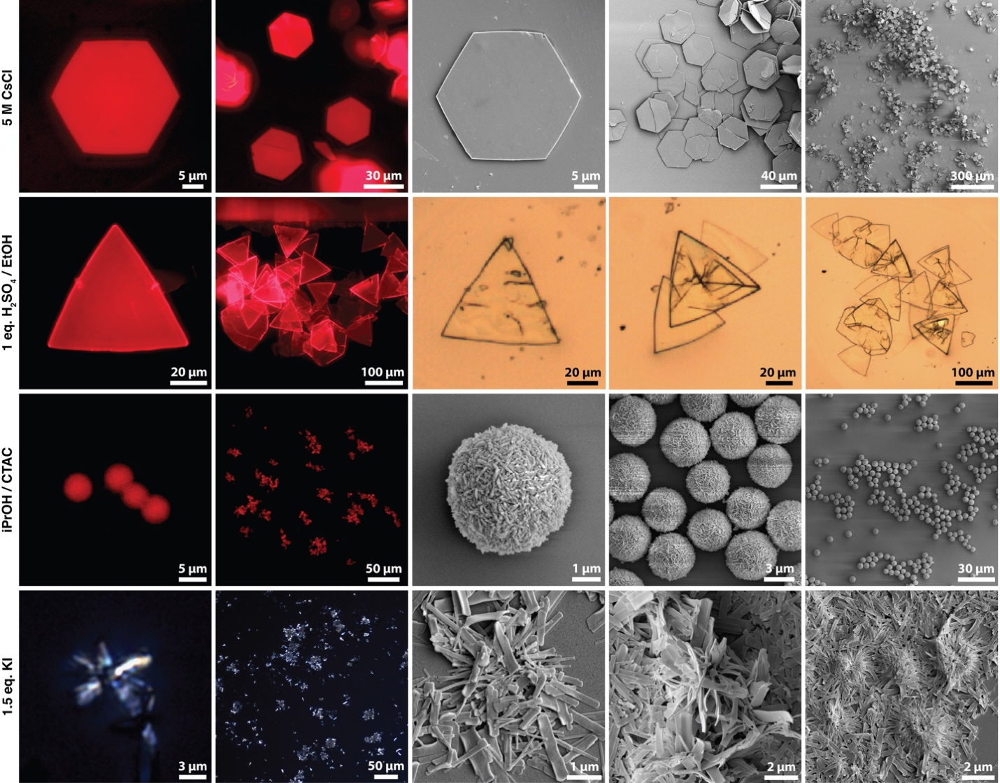 5 M CsCl
5 µm
30 µm
5 µm
40 µm
300 µm
1 eq. H₂SO₄ / EtOH
20 µm
100 µm
20 µm
20 µm
100 µm
iPrOH / CTAC
5 µm
50 µm
1 µm
3 µm
30 µm
1.5 eq. KI
3 µm
50 µm
1 µm
2 µm
2 µm